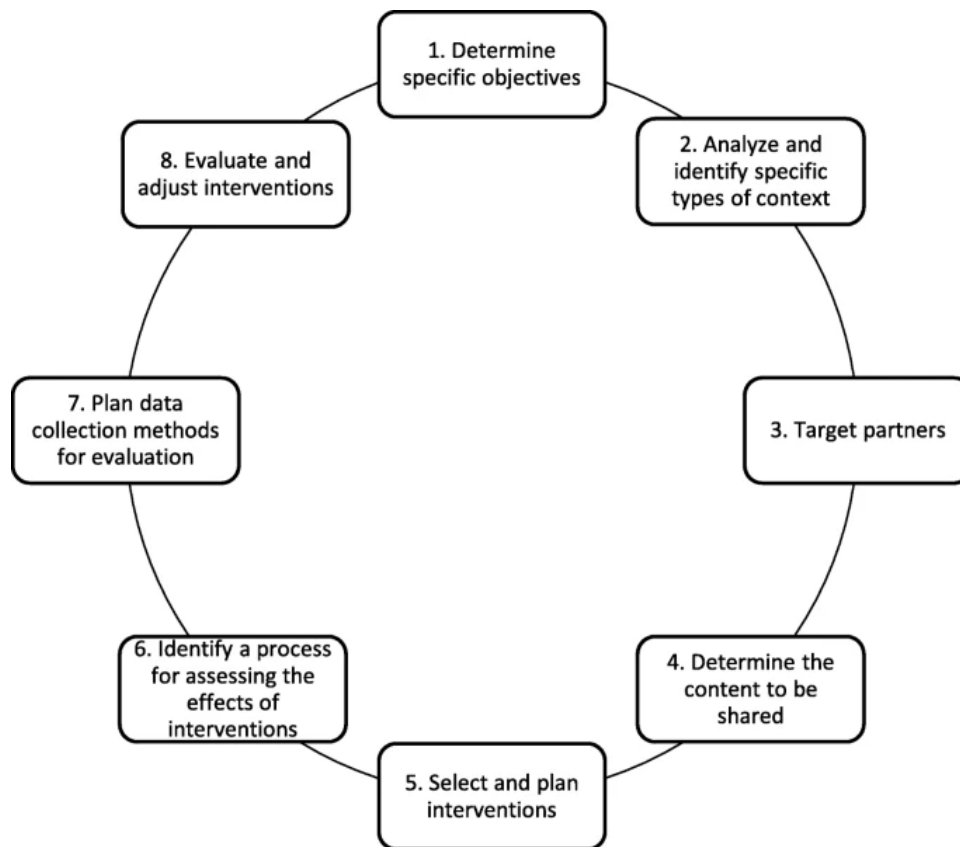 1. Determine
specific objectives
2. Analyze and
identify specific
types of context
3. Target partners
4. Determine the
content to be
shared
5. Select and plan
interventions
6. Identify a process
for assessing the
effects of
interventions
7. Plan data
collection methods
for evaluation
8. Evaluate and
adjust interventions